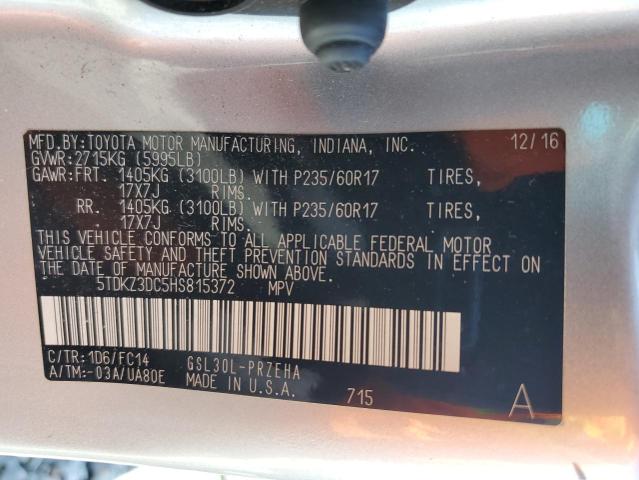 MFD.BY:TOYOTA MOTOR MANUFACTURING, INDIANA, INC. 12/16
GVWR:2715KG (5995LB)
GAWR:FRT. 1405KG (3100LB) WITH P235/60R17 TIRES,
17X7J RIMS.
RR. 1405KG (3100LB) WITH P235/60R17 TIRES,
17X7J RIMS.
THIS VEHICLE CONFORMS TO ALL APPLICABLE FEDERAL MOTOR
VEHICLE SAFETY AND THEFT PREVENTION STANDARDS IN EFFECT ON
THE DATE OF MANUFACTURE SHOWN ABOVE.
5TDKZ3DC5HS815372 MPV
C/TR:1D6/FC14 GSL30L-PRZEHA
A/TM:-03A/UA80E MADE IN U.S.A. 715 A